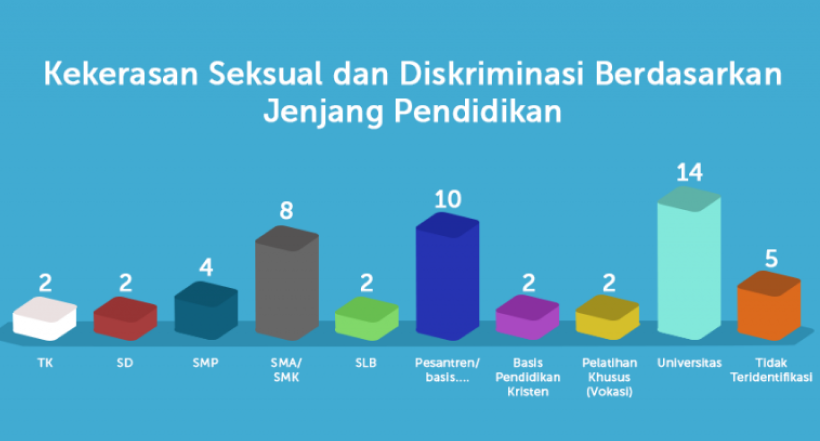 Kekerasan Seksual dan Diskriminasi Berdasarkan
Jenjang Pendidikan
2
2
4
8
2
10
2
2
14
5
TK
SD
SMP
SMA/
SMK
SLB
Pesantren/
basis....
Basis
Pendidikan
Kristen
Pelatihan
Khusus
(Vokasi)
Universitas
Tidak
Teridentifikasi